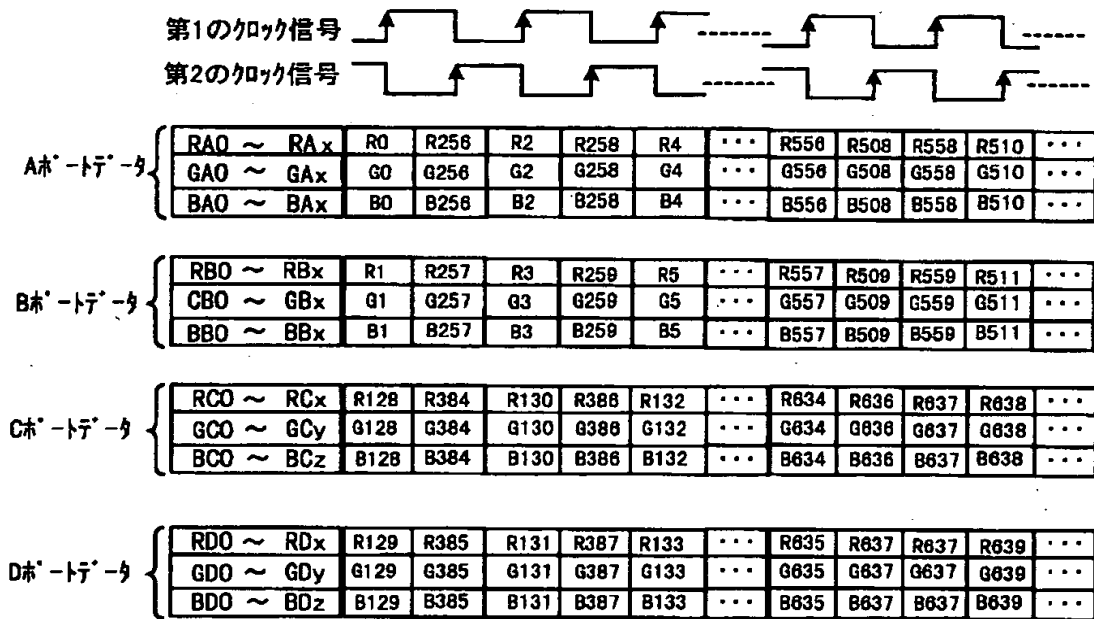 第1のクロック信号
第2のクロック信号
Aポートデータ
RA0 ～ RAx R0 R256 R2 R258 R4 ･･･ R556 R508 R558 R510 ･･･
GA0 ～ GAx G0 G256 G2 G258 G4 ･･･ G556 G508 G558 G510 ･･･
BA0 ～ BAx B0 B256 B2 B258 B4 ･･･ B556 B508 B558 B510 ･･･
Bポートデータ
RB0 ～ RBx R1 R257 R3 R259 R5 ･･･ R557 R509 R559 R511 ･･･
CB0 ～ GBx G1 G257 G3 G259 G5 ･･･ G557 G509 G559 G511 ･･･
BB0 ～ BBx B1 B257 B3 B259 B5 ･･･ B557 B509 B559 B511 ･･･
Cポートデータ
RC0 ～ RCx R128 R384 R130 R386 R132 ･･･ R634 R636 R637 R638 ･･･
GC0 ～ GCy G128 G384 G130 G386 G132 ･･･ G634 G636 G637 G638 ･･･
BC0 ～ BCz B128 B384 B130 B386 B132 ･･･ B634 B636 B637 B638 ･･･
Dポートデータ
RD0 ～ RDx R129 R385 R131 R387 R133 ･･･ R635 R637 R637 R639 ･･･
GD0 ～ GDy G129 G385 G131 G387 G133 ･･･ G635 G637 G637 G639 ･･･
BD0 ～ BDz B129 B385 B131 B387 B133 ･･･ B635 B637 B637 B639 ･･･